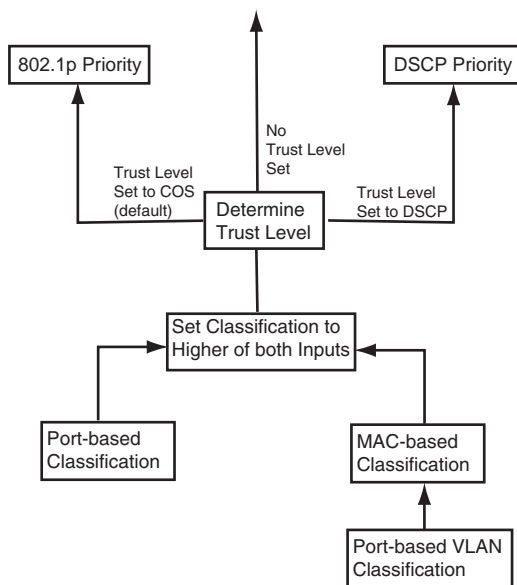 802.1p Priority
DSCP Priority
No
Trust Level
Set
Trust Level
Set to COS
(default)
Trust Level
Set to DSCP
Determine
Trust Level
Set Classification to
Higher of both Inputs
Port-based
Classification
MAC-based
Classification
Port-based VLAN
Classification